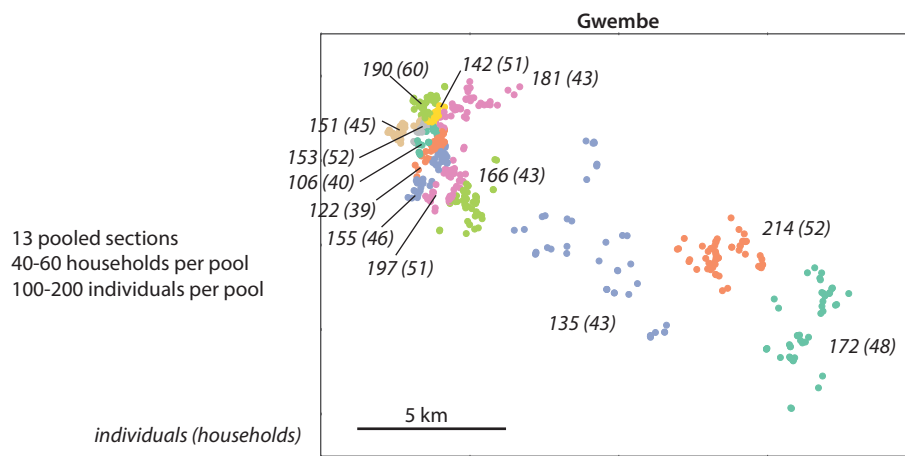 Gwembe
190 (60)
142 (51)
181 (43)
151 (45)
153 (52)
106 (40)
166 (43)
122 (39)
155 (46)
197 (51)
214 (52)
135 (43)
172 (48)
13 pooled sections
40-60 households per pool
100-200 individuals per pool
5 km
individuals (households)